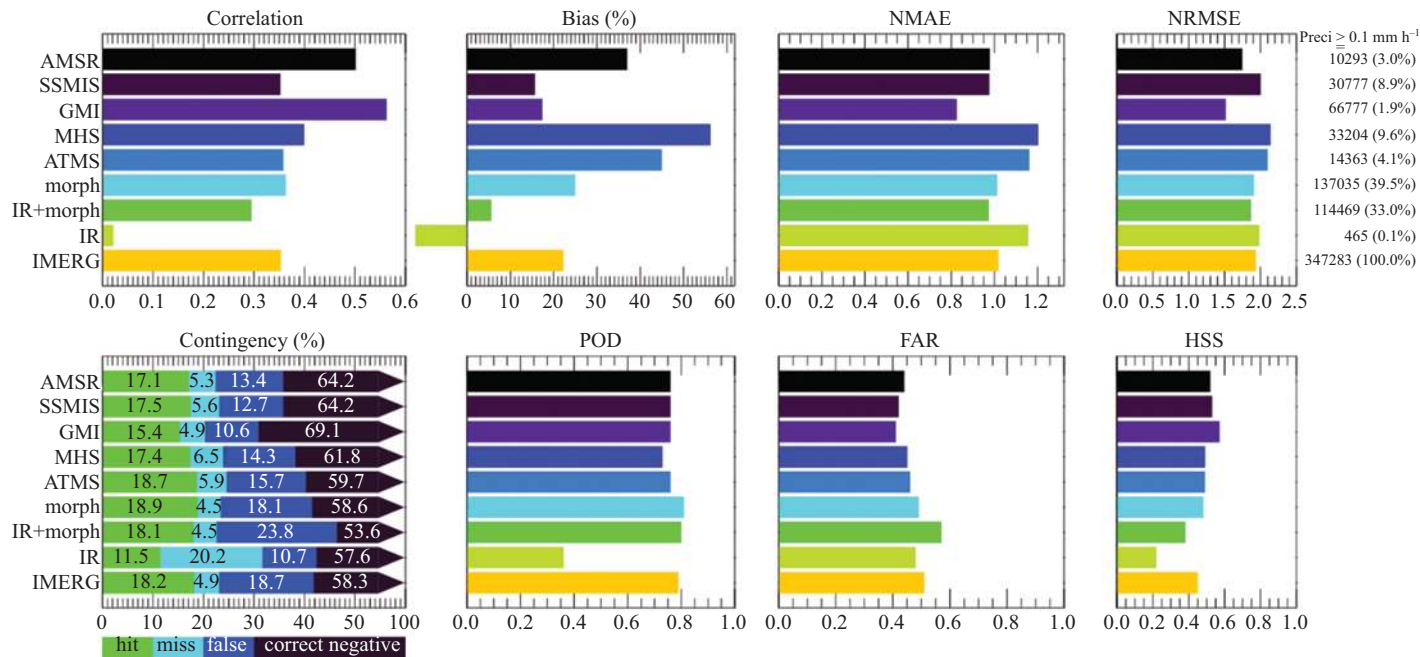 Correlation
Bias (%)
NMAE
NRMSE
Preci ≥ 0.1 mm h⁻¹
AMSR
10293 (3.0%)
SSMIS
30777 (8.9%)
GMI
66777 (1.9%)
MHS
33204 (9.6%)
ATMS
14363 (4.1%)
morph
137035 (39.5%)
IR+morph
114469 (33.0%)
IR
465 (0.1%)
IMERG
347283 (100.0%)
0.0 0.1 0.2 0.3 0.4 0.5 0.6
0 10 20 30 40 50 60
0.0 0.2 0.4 0.6 0.8 1.0 1.2
0.0 0.5 1.0 1.5 2.0 2.5
Contingency (%)
POD
FAR
HSS
AMSR 17.1 5.3 13.4 64.2
SSMIS 17.5 5.6 12.7 64.2
GMI 15.4 4.9 10.6 69.1
MHS 17.4 6.5 14.3 61.8
ATMS 18.7 5.9 15.7 59.7
morph 18.9 4.5 18.1 58.6
IR+morph 18.1 4.5 23.8 53.6
IR 11.5 20.2 10.7 57.6
IMERG 18.2 4.9 18.7 58.3
0 20 40 60 80 100
0.0 0.2 0.4 0.6 0.8 1.0
0.0 0.2 0.4 0.6 0.8 1.0
0.0 0.2 0.4 0.6 0.8 1.0
hit miss false correct negative